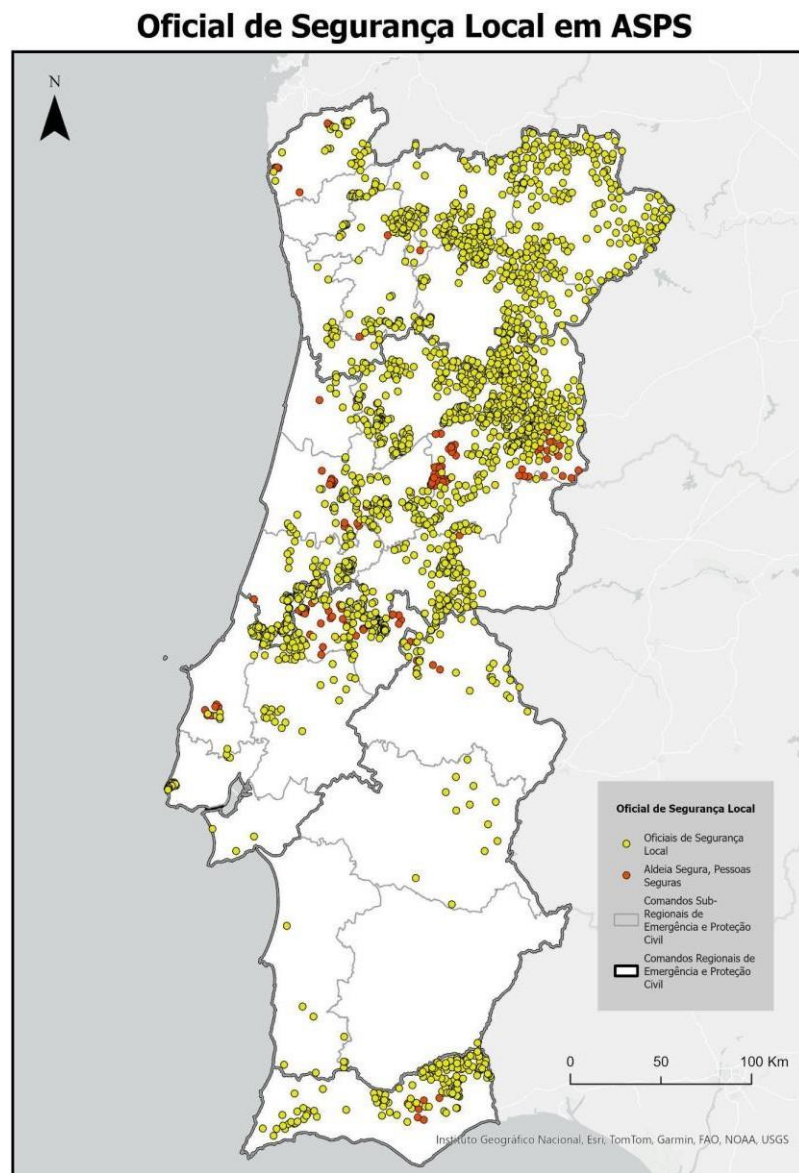 Oficial de Segurança Local em ASPS
N
Oficial de Segurança Local
Oficiais de Segurança
Local
Aldeia Segura, Pessoas
Seguras
Comandos Sub-
Regionais de
Emergência e Proteção
Civil
Comandos Regionais de
Emergência e Proteção
Civil
0 50 100 Km
Instituto Geográfico Nacional, Esri, TomTom, Garmin, FAO, NOAA, USGS